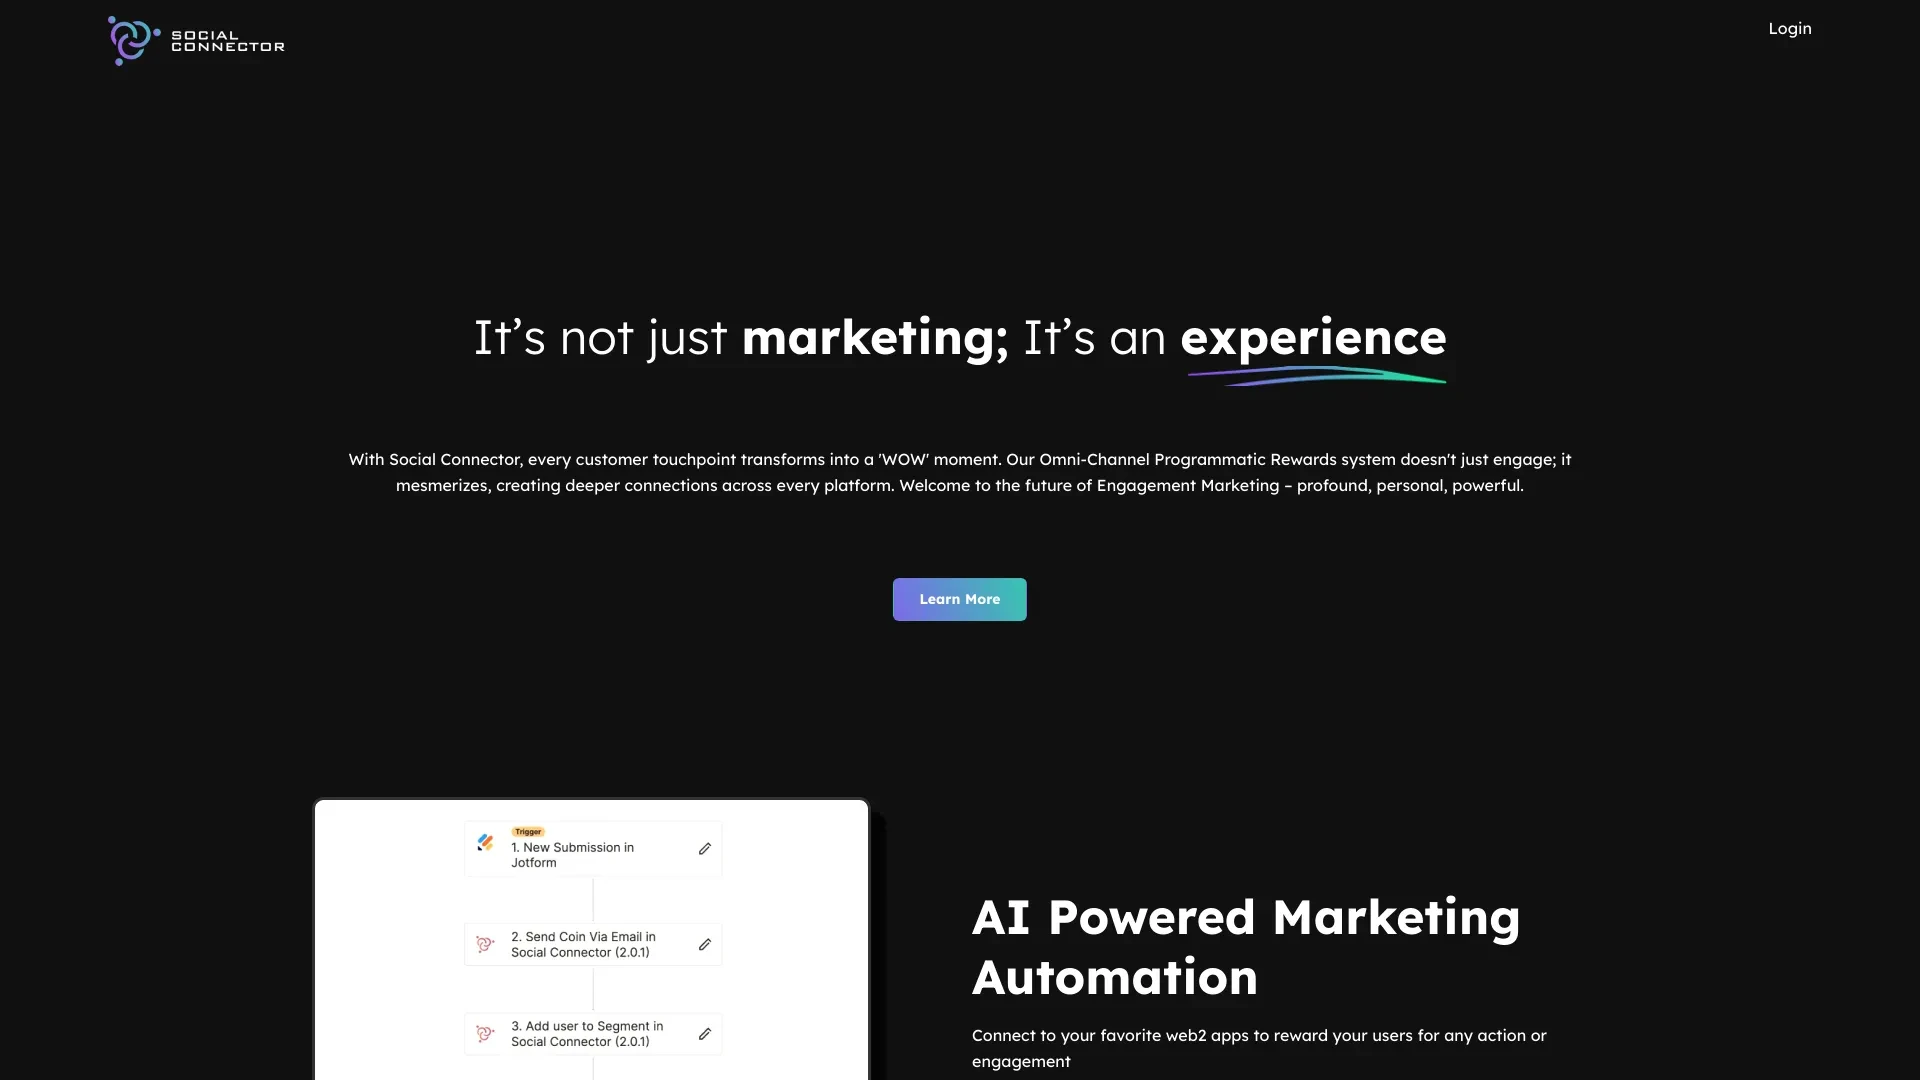 SOCIAL
CONNECTOR
Login
It’s not just marketing; It’s an experience
With Social Connector, every customer touchpoint transforms into a 'WOW' moment. Our Omni-Channel Programmatic Rewards system doesn't just engage; it
mesmerizes, creating deeper connections across every platform. Welcome to the future of Engagement Marketing – profound, personal, powerful.
Learn More
Trigger
1. New Submission in
Jotform
2. Send Coin Via Email in
Social Connector (2.0.1)
3. Add user to Segment in
Social Connector (2.0.1)
AI Powered Marketing
Automation
Connect to your favorite web2 apps to reward your users for any action or
engagement